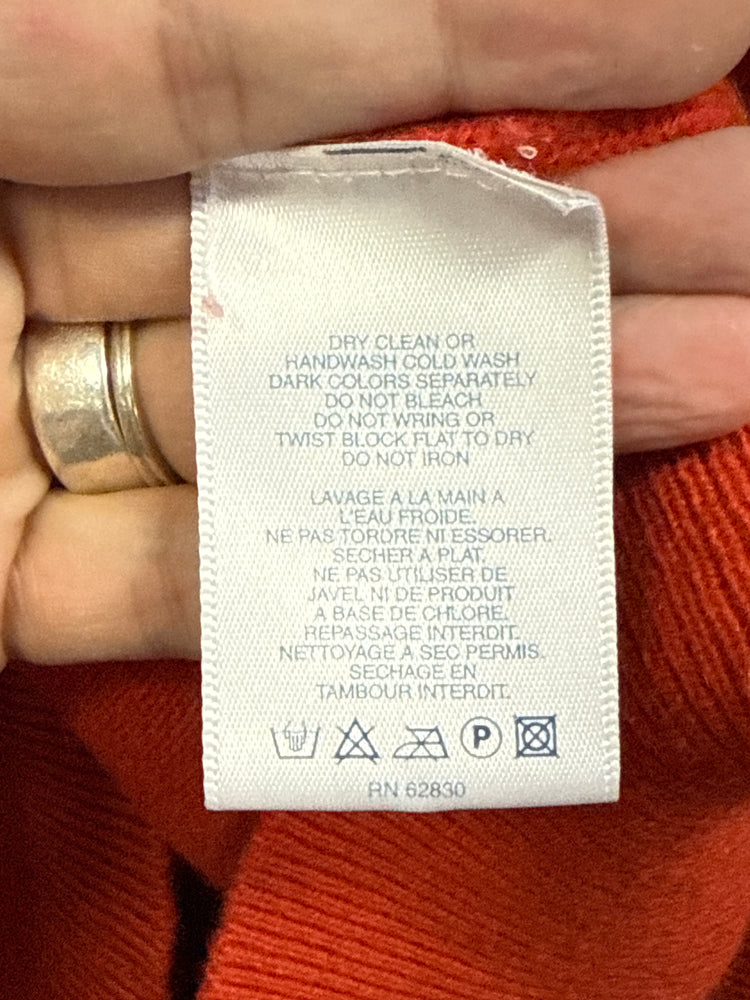 DRY CLEAN OR
HANDWASH COLD WASH
DARK COLORS SEPARATELY
DO NOT BLEACH
DO NOT WRING OR
TWIST BLOCK FLAT TO DRY
DO NOT IRON
LAVAGE A LA MAIN A
L'EAU FROIDE.
NE PAS TORDRE NI ESSORER.
SECHER A PLAT.
NE PAS UTILISER DE
JAVEL NI DE PRODUIT
A BASE DE CHLORE.
REPASSAGE INTERDIT.
NETTOYAGE A SEC PERMIS.
SECHAGE EN
TAMBOUR INTERDIT.
P
RN 62830